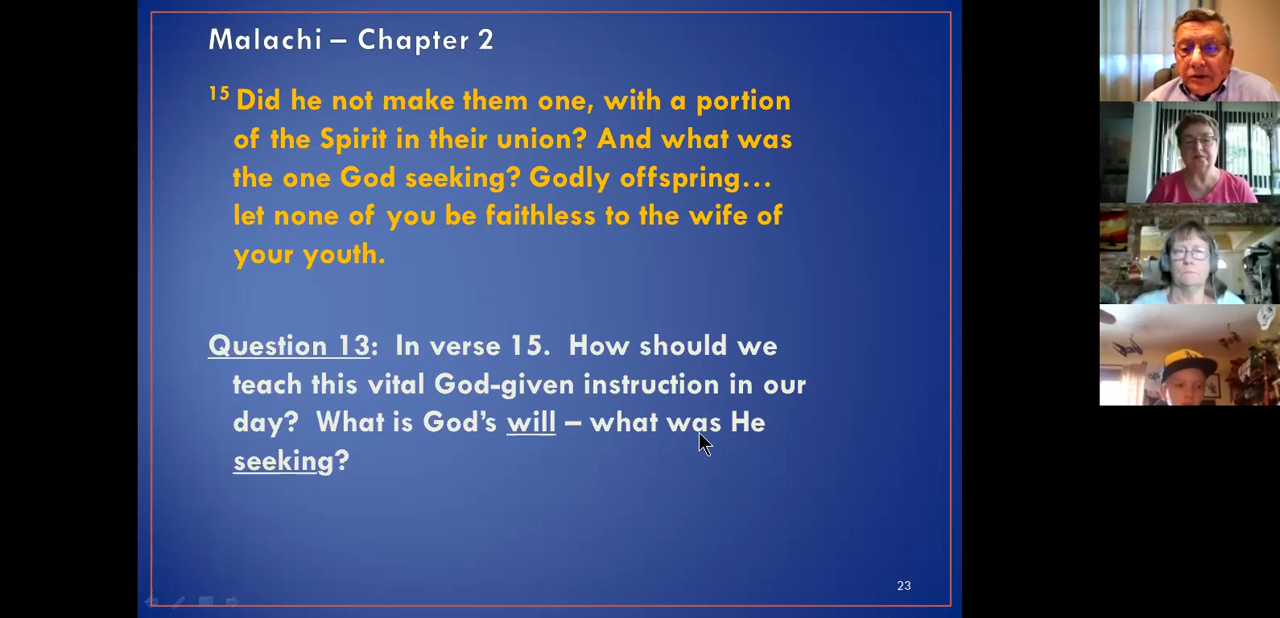 Malachi – Chapter 2
15 Did he not make them one, with a portion
of the Spirit in their union? And what was
the one God seeking? Godly offspring…
let none of you be faithless to the wife of
your youth.
Question 13: In verse 15. How should we
teach this vital God-given instruction in our
day? What is God’s will – what was He
seeking?
23